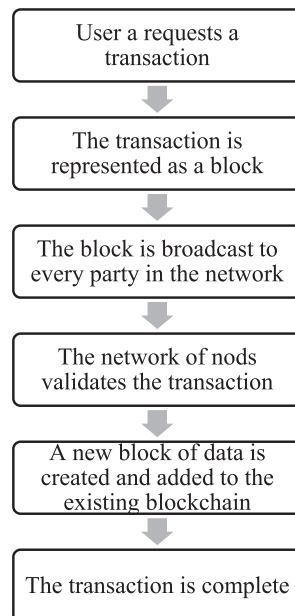 User a requests a
transaction
The transaction is
represented as a block
The block is broadcast to
every party in the network
The network of nods
validates the transaction
A new block of data is
created and added to the
existing blockchain
The transaction is complete